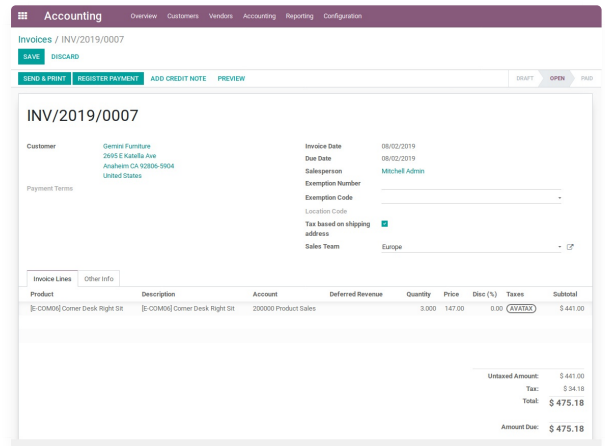 Accounting Overview Customers Vendors Accounting Reporting Configuration
Invoices / INV/2019/0007
SAVE DISCARD
SEND & PRINT REGISTER PAYMENT ADD CREDIT NOTE PREVIEW DRAFT OPEN PAID
INV/2019/0007
Customer Gemini Furniture
2695 E Katella Ave
Anaheim CA 92806-5904
United States
Payment Terms
Invoice Date 08/02/2019
Due Date 08/02/2019
Salesperson Mitchell Admin
Exemption Number
Exemption Code
Location Code
Tax based on shipping
address
Sales Team Europe
Invoice Lines Other Info
Product Description Account Deferred Revenue Quantity Price Disc (%) Taxes Subtotal
[E-COM06] Corner Desk Right Sit [E-COM06] Corner Desk Right Sit 200000 Product Sales 3.000 147.00 0.00 AVATAX $ 441.00
Untaxed Amount: $ 441.00
Tax: $ 34.18
Total: $ 475.18
Amount Due: $ 475.18